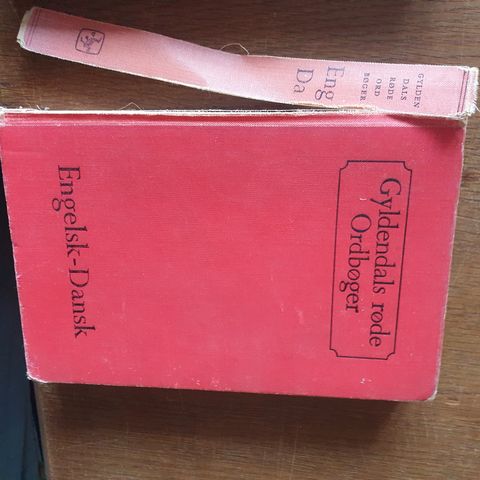 Gyldendals røde
Ordbøger
Engelsk-Dansk
GYLDEN
DALS
RØDE
ORD
BØGER
Eng
Da